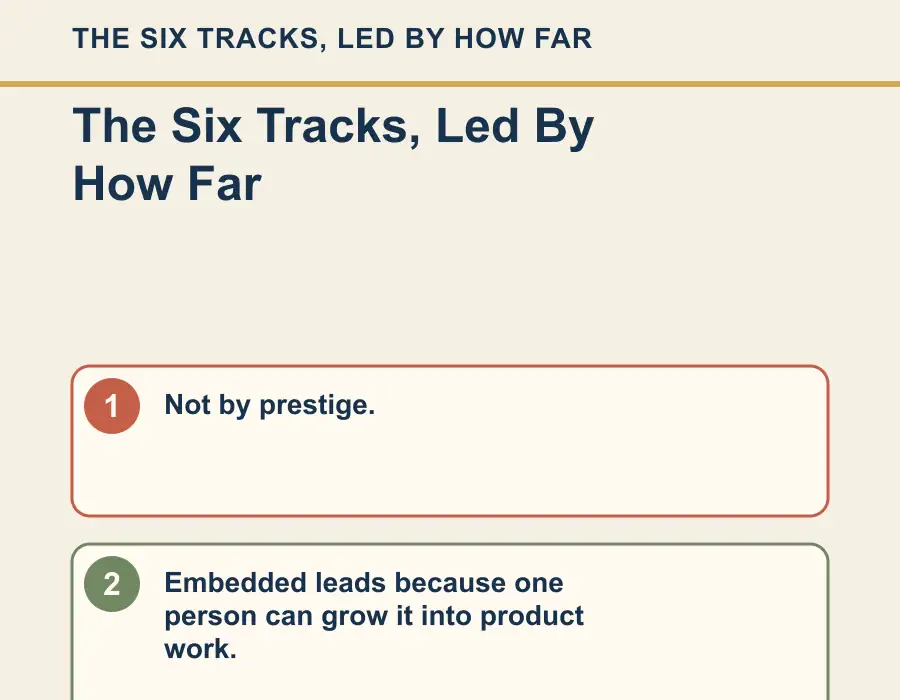 THE SIX TRACKS, LED BY HOW FAR
The Six Tracks, Led By
How Far
1
Not by prestige.
2
Embedded leads because one
person can grow it into product
work.